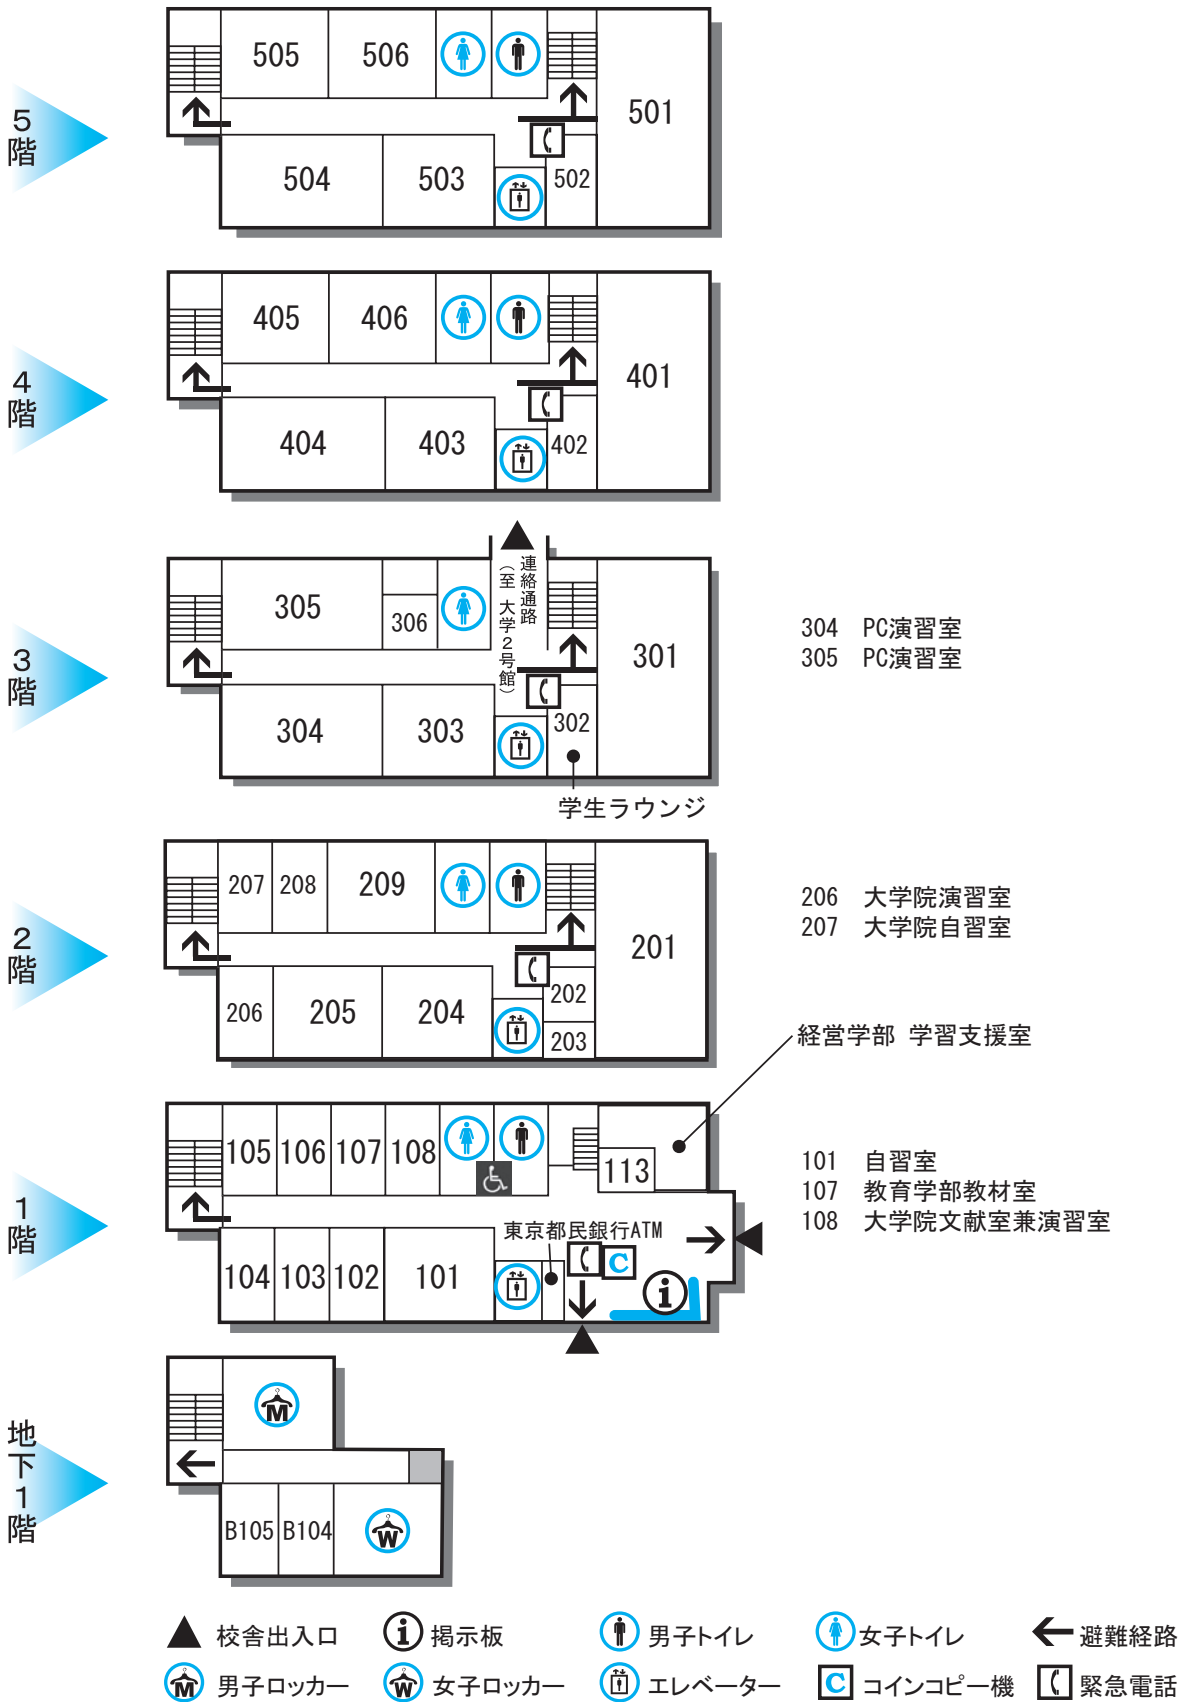 5階
505
506
501
504
503
502
4階
405
406
401
404
403
402
連絡通路
（至 大学2号館）
3階
305
306
301
304
303
302
学生ラウンジ
304 PC演習室
305 PC演習室
2階
207
208
209
201
206
205
204
202
203
206 大学院演習室
207 大学院自習室
経営学部 学習支援室
1階
105
106
107
108
113
東京都民銀行ATM
104
103
102
101
C
i
101 自習室
107 教育学部教材室
108 大学院文献室兼演習室
地下1階
M
B105
B104
W
校舎出入口
i 掲示板
男子トイレ
女子トイレ
避難経路
M 男子ロッカー
W 女子ロッカー
エレベーター
C コインコピー機
緊急電話